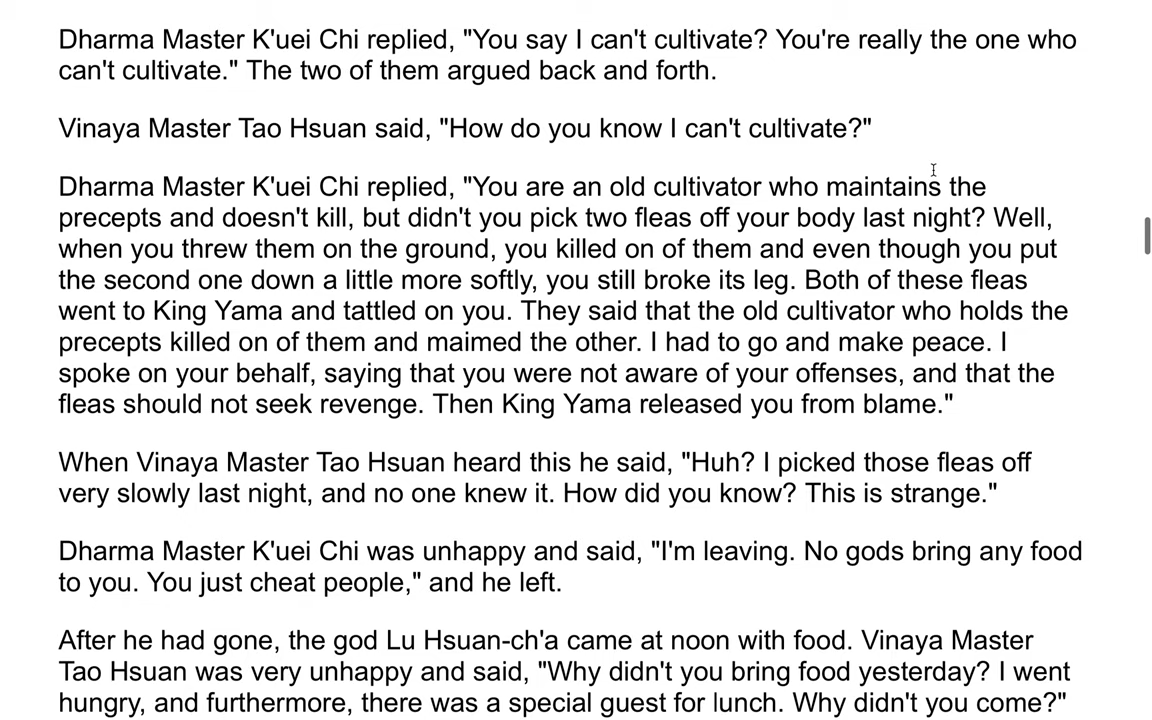 Dharma Master K'uei Chi replied, "You say I can't cultivate? You're really the one who
can't cultivate." The two of them argued back and forth.
Vinaya Master Tao Hsuan said, "How do you know I can't cultivate?"
Dharma Master K'uei Chi replied, "You are an old cultivator who maintains the
precepts and doesn't kill, but didn't you pick two fleas off your body last night? Well,
when you threw them on the ground, you killed on of them and even though you put
the second one down a little more softly, you still broke its leg. Both of these fleas
went to King Yama and tattled on you. They said that the old cultivator who holds the
precepts killed on of them and maimed the other. I had to go and make peace. I
spoke on your behalf, saying that you were not aware of your offenses, and that the
fleas should not seek revenge. Then King Yama released you from blame."
When Vinaya Master Tao Hsuan heard this he said, "Huh? I picked those fleas off
very slowly last night, and no one knew it. How did you know? This is strange."
Dharma Master K'uei Chi was unhappy and said, "I'm leaving. No gods bring any food
to you. You just cheat people," and he left.
After he had gone, the god Lu Hsuan-ch'a came at noon with food. Vinaya Master
Tao Hsuan was very unhappy and said, "Why didn't you bring food yesterday? I went
hungry, and furthermore, there was a special guest for lunch. Why didn't you come?"